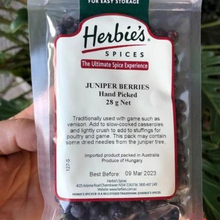 FOR EASY STORAGE
Herbie's
SPICES
The Ultimate Spice Experience
JUNIPER BERRIES
Hand Picked
28 g Net
Traditionally used with game such as
venison. Add to slow-cooked casseroles
and lightly crush to add to stuffings of
poultry and game. This pack may contain
some dried needles from the juniper tree.
Imported product packed in Australia
Produce of Hungary
Best Before: 09 Mar 2023
Herbie's Spices